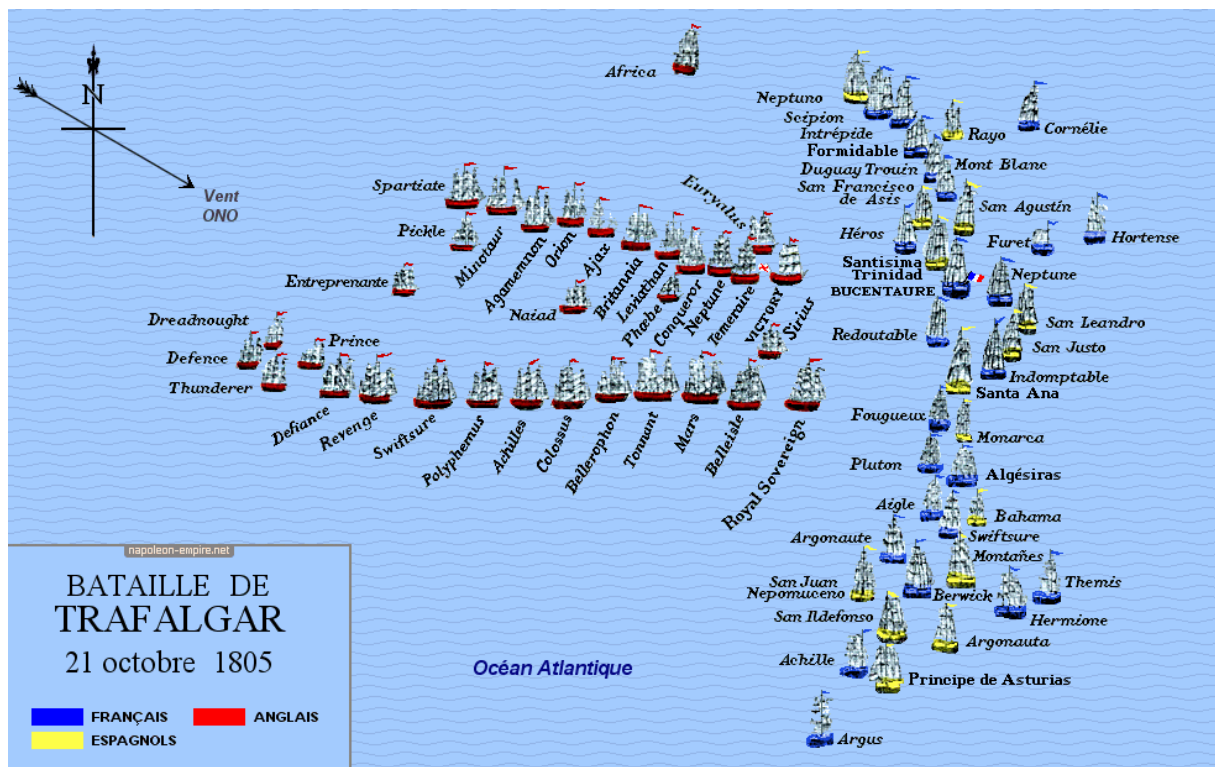 Africa
Neptuno
Scipion
Intrépide
Formidable
Rayo
Cornélie
Duguay Trouin
Mont Blanc
San Francisco
de Asis
San Agustín
Héros
Furet
Hortense
Santisima
Trinidad
Neptune
BUCENTAURE
Redoutable
San Leandro
San Justo
Indomptable
Santa Ana
Fougueux
Monarca
Pluton
Algésiras
Aigle
Bahama
Swiftsure
Argonaute
Montañes
San Juan
Nepomuceno
Berwick
Themis
Hermione
San Ildefonso
Argonauta
Achille
Principe de Asturias
Argus
N
Vent
ONO
Spartiate
Pickle
Minotaur
Agamemnon
Orion
Ajax
Britannia
Leviathan
Phœbe
Conqueror
Neptune
Temeraire
VICTORY
Sirius
Euryalus
Entreprenante
Naiad
Dreadnought
Defence
Thunderer
Prince
Defiance
Revenge
Swiftsure
Polyphemus
Achilles
Colossus
Bellerophon
Tonnant
Mars
Belleisle
Royal Sovereign
napoleon-empire.net
BATAILLE DE
TRAFALGAR
21 octobre 1805
FRANÇAIS
ANGLAIS
ESPAGNOLS
Océan Atlantique